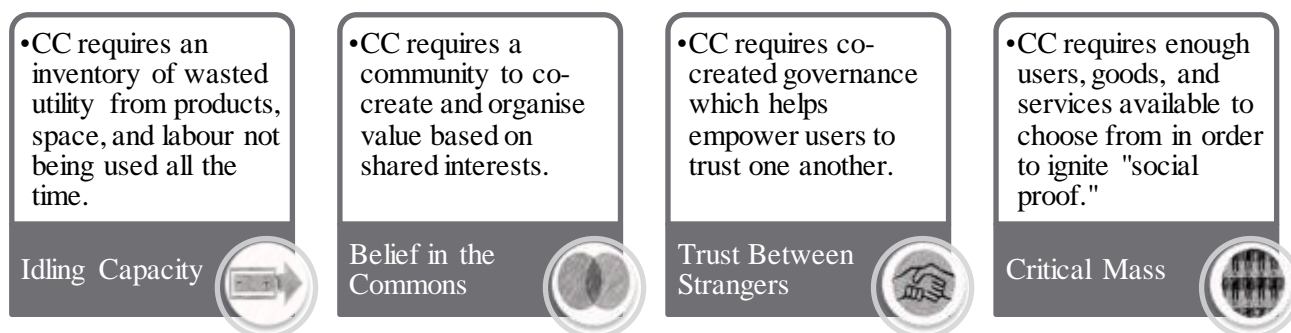 •CC requires an
inventory of wasted
utility from products,
space, and labour not
being used all the
time.
Idling Capacity
•CC requires a
community to co-
create and organise
value based on
shared interests.
Belief in the
Commons
•CC requires co-
created governance
which helps
empower users to
trust one another.
Trust Between
Strangers
•CC requires enough
users, goods, and
services available to
choose from in order
to ignite "social
proof."
Critical Mass